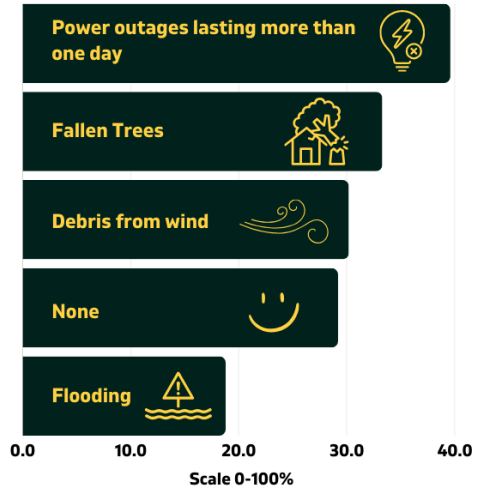 Power outages lasting more than
one day
Fallen Trees
Debris from wind
None
Flooding
0.0 10.0 20.0 30.0 40.0
Scale 0-100%